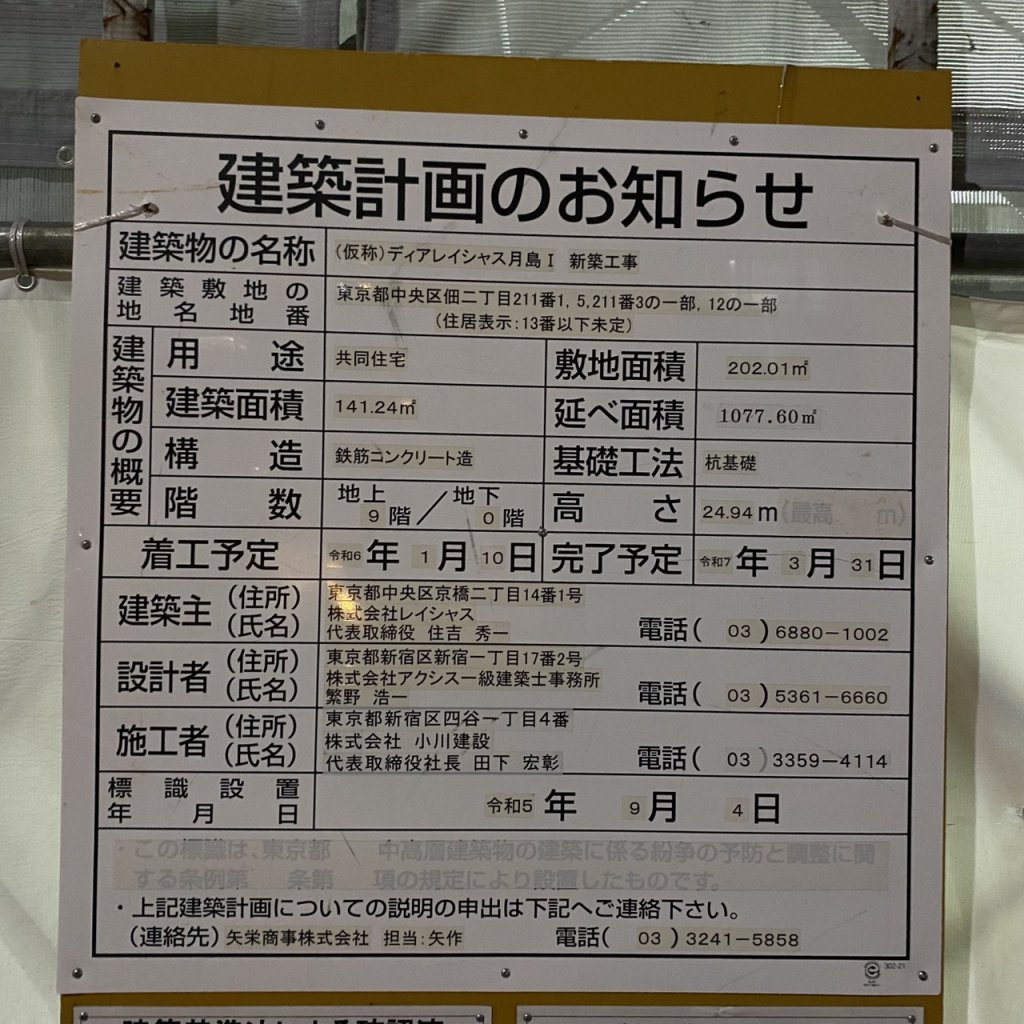 建築計画のお知らせ
建築物の名称 (仮称)ディアレイシャス月島Ⅰ 新築工事
建築敷地の地名地番 東京都中央区佃二丁目211番1, 5,211番3の一部, 12の一部
(住居表示:13番以下未定)
建築物の概要
用途 共同住宅 敷地面積 202.01㎡
建築面積 141.24㎡ 延べ面積 1077.60㎡
構造 鉄筋コンクリート造 基礎工法 杭基礎
階数 地上9階/地下0階 高さ 24.94m(最高 m)
着工予定 令和6年1月10日 完了予定 令和7年3月31日
建築主 (住所) 東京都中央区京橋二丁目14番1号
株式会社レイシャス
(氏名) 代表取締役 住吉 秀一 電話( 03 )6880-1002
設計者 (住所) 東京都新宿区新宿一丁目17番2号
株式会社アクシス一級建築士事務所
(氏名) 繁野 浩一 電話( 03 )5361-6660
施工者 (住所) 東京都新宿区四谷一丁目4番
株式会社 小川建設
(氏名) 代表取締役社長 田下 宏彰 電話( 03 )3359-4114
標識設置年月日 令和5年 9月 4日
・この標識は、東京都 中高層建築物の建築に係る紛争の予防と調整に関
する条例第 条第 項の規定により設置したものです。
・上記建築計画についての説明の申出は下記へご連絡下さい。
(連絡先)矢栄商事株式会社 担当:矢作 電話( 03 )3241-5858
302-21